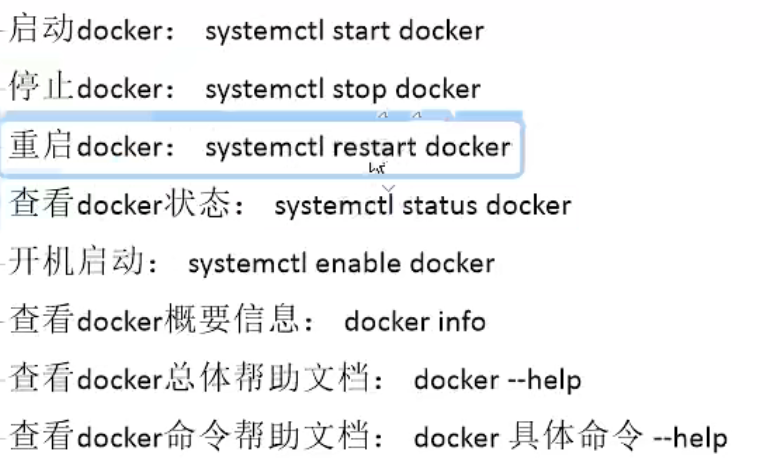 启动docker： systemctl start docker
停止docker： systemctl stop docker
重启docker： systemctl restart docker
查看docker状态： systemctl status docker
开机启动： systemctl enable docker
查看docker概要信息： docker info
查看docker总体帮助文档： docker --help
查看docker命令帮助文档： docker 具体命令 --help